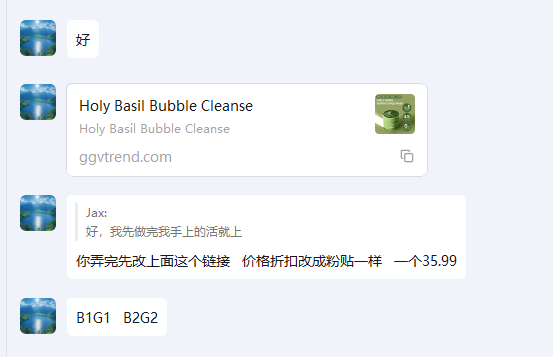 好
Holy Basil Bubble Cleanse
Holy Basil Bubble Cleanse
ggvtrend.com
Jax:
好，我先做完我手上的活就上
你弄完先改上面这个链接   价格折扣改成粉贴一样   一个35.99
B1G1   B2G2